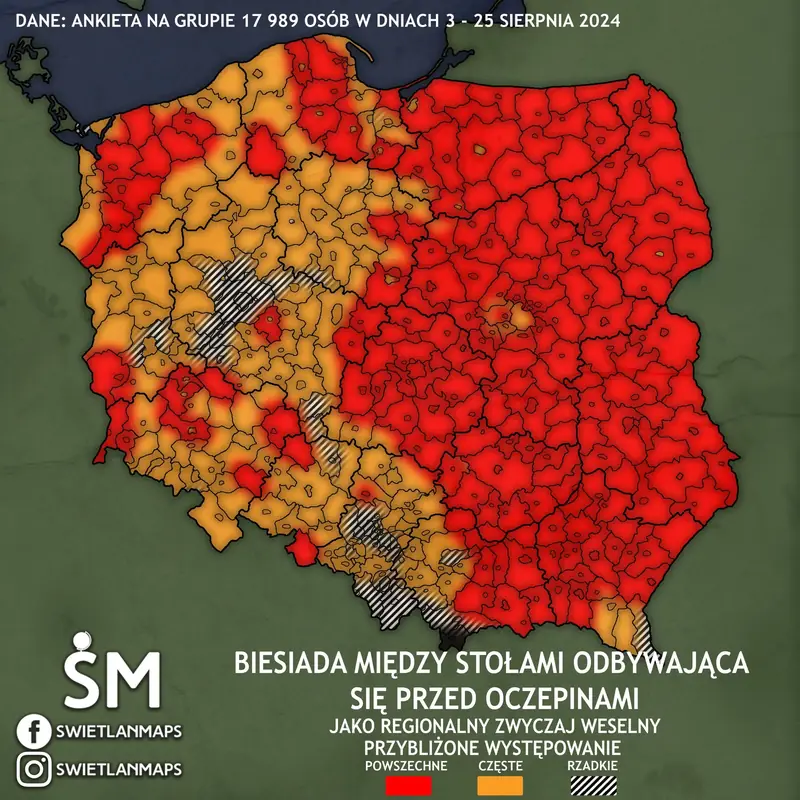 DANE: ANKIETA NA GRUPIE 17 989 OSÓB W DNIACH 3 - 25 SIERPNIA 2024
ŚM
SWIETLANMAPS
SWIETLANMAPS
BIESIADA MIĘDZY STOŁAMI ODBYWAJĄCA
SIĘ PRZED OCZEPINAMI
JAKO REGIONALNY ZWYCZAJ WESELNY
PRZYBLIŻONE WYSTĘPOWANIE
POWSZECHNE CZĘSTE RZADKIE